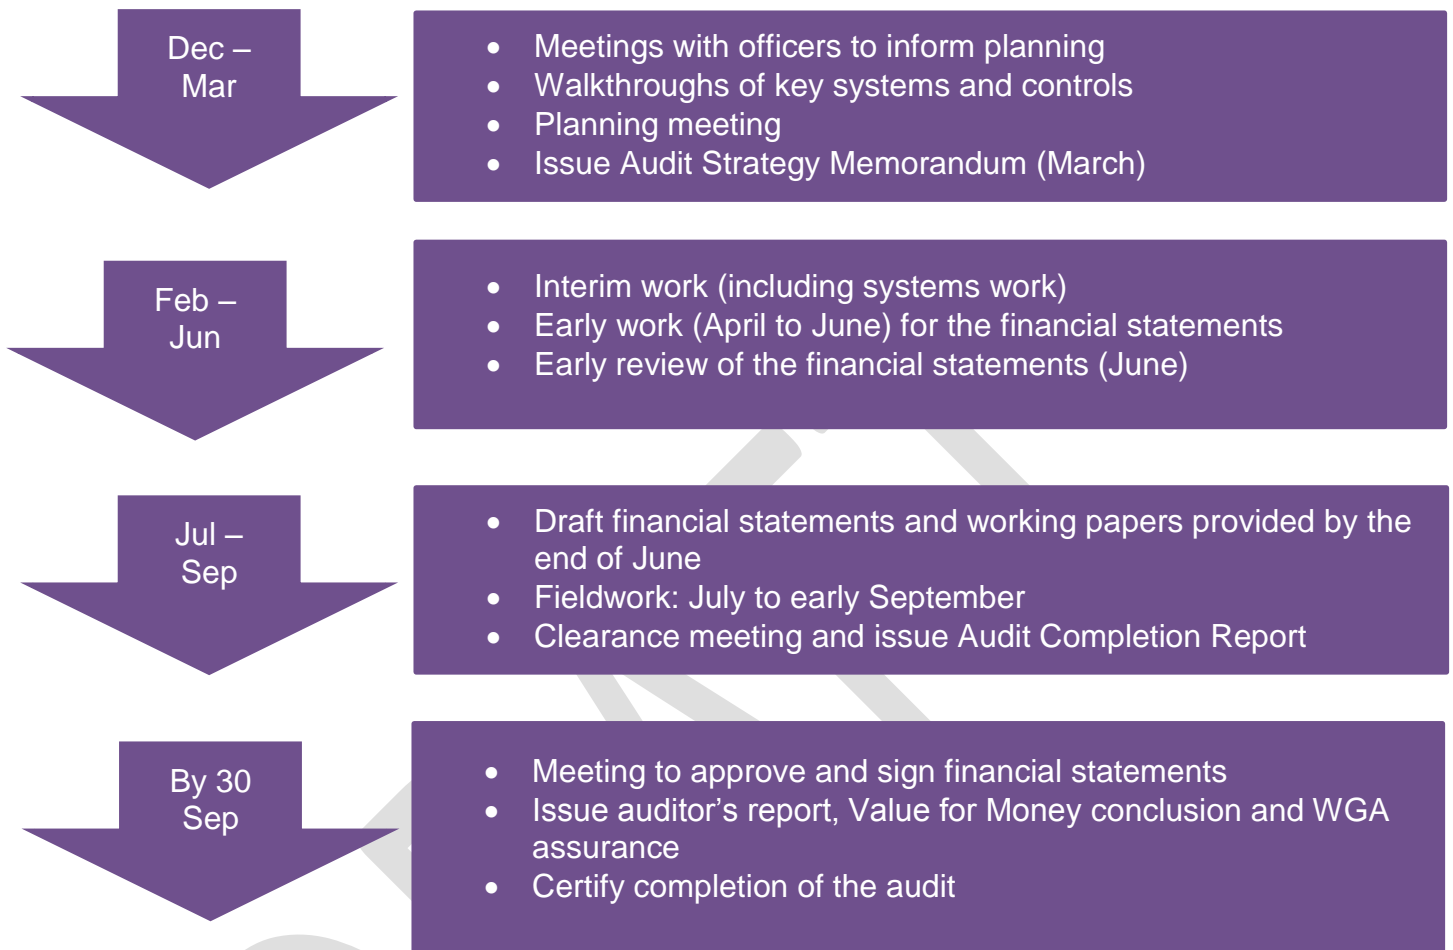 Dec –
Mar
• Meetings with officers to inform planning
• Walkthroughs of key systems and controls
• Planning meeting
• Issue Audit Strategy Memorandum (March)
Feb –
Jun
• Interim work (including systems work)
• Early work (April to June) for the financial statements
• Early review of the financial statements (June)
Jul –
Sep
• Draft financial statements and working papers provided by the
end of June
• Fieldwork: July to early September
• Clearance meeting and issue Audit Completion Report
By 30
Sep
• Meeting to approve and sign financial statements
• Issue auditor’s report, Value for Money conclusion and WGA
assurance
• Certify completion of the audit